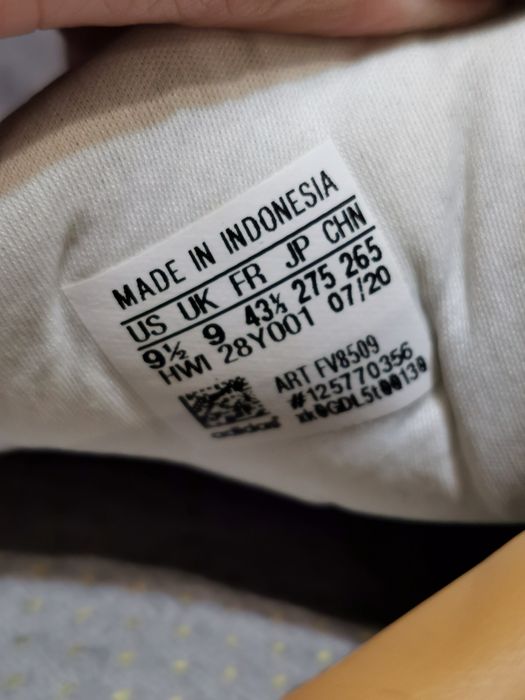 MADE IN INDONESIA
US UK FR JP CHN
9½ 9 43⅓ 275 265
HWI 28Y001 07/20
ART FV8509
#125770356
adidas